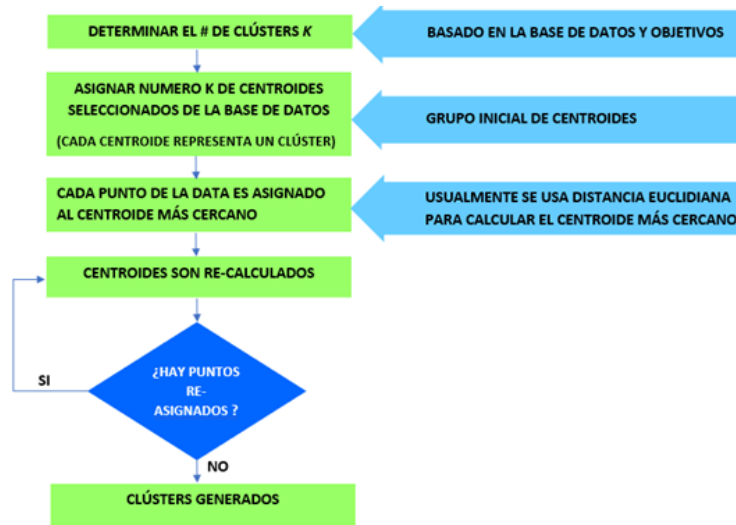 DETERMINAR EL # DE CLÚSTERS K
BASADO EN LA BASE DE DATOS Y OBJETIVOS
ASIGNAR NUMERO K DE CENTROIDES
SELECCIONADOS DE LA BASE DE DATOS
(CADA CENTROIDE REPRESENTA UN CLÚSTER)
GRUPO INICIAL DE CENTROIDES
CADA PUNTO DE LA DATA ES ASIGNADO
AL CENTROIDE MÁS CERCANO
USUALMENTE SE USA DISTANCIA EUCLIDIANA
PARA CALCULAR EL CENTROIDE MÁS CERCANO
CENTROIDES SON RE-CALCULADOS
¿HAY PUNTOS
RE-
ASIGNADOS ?
SI
NO
CLÚSTERS GENERADOS